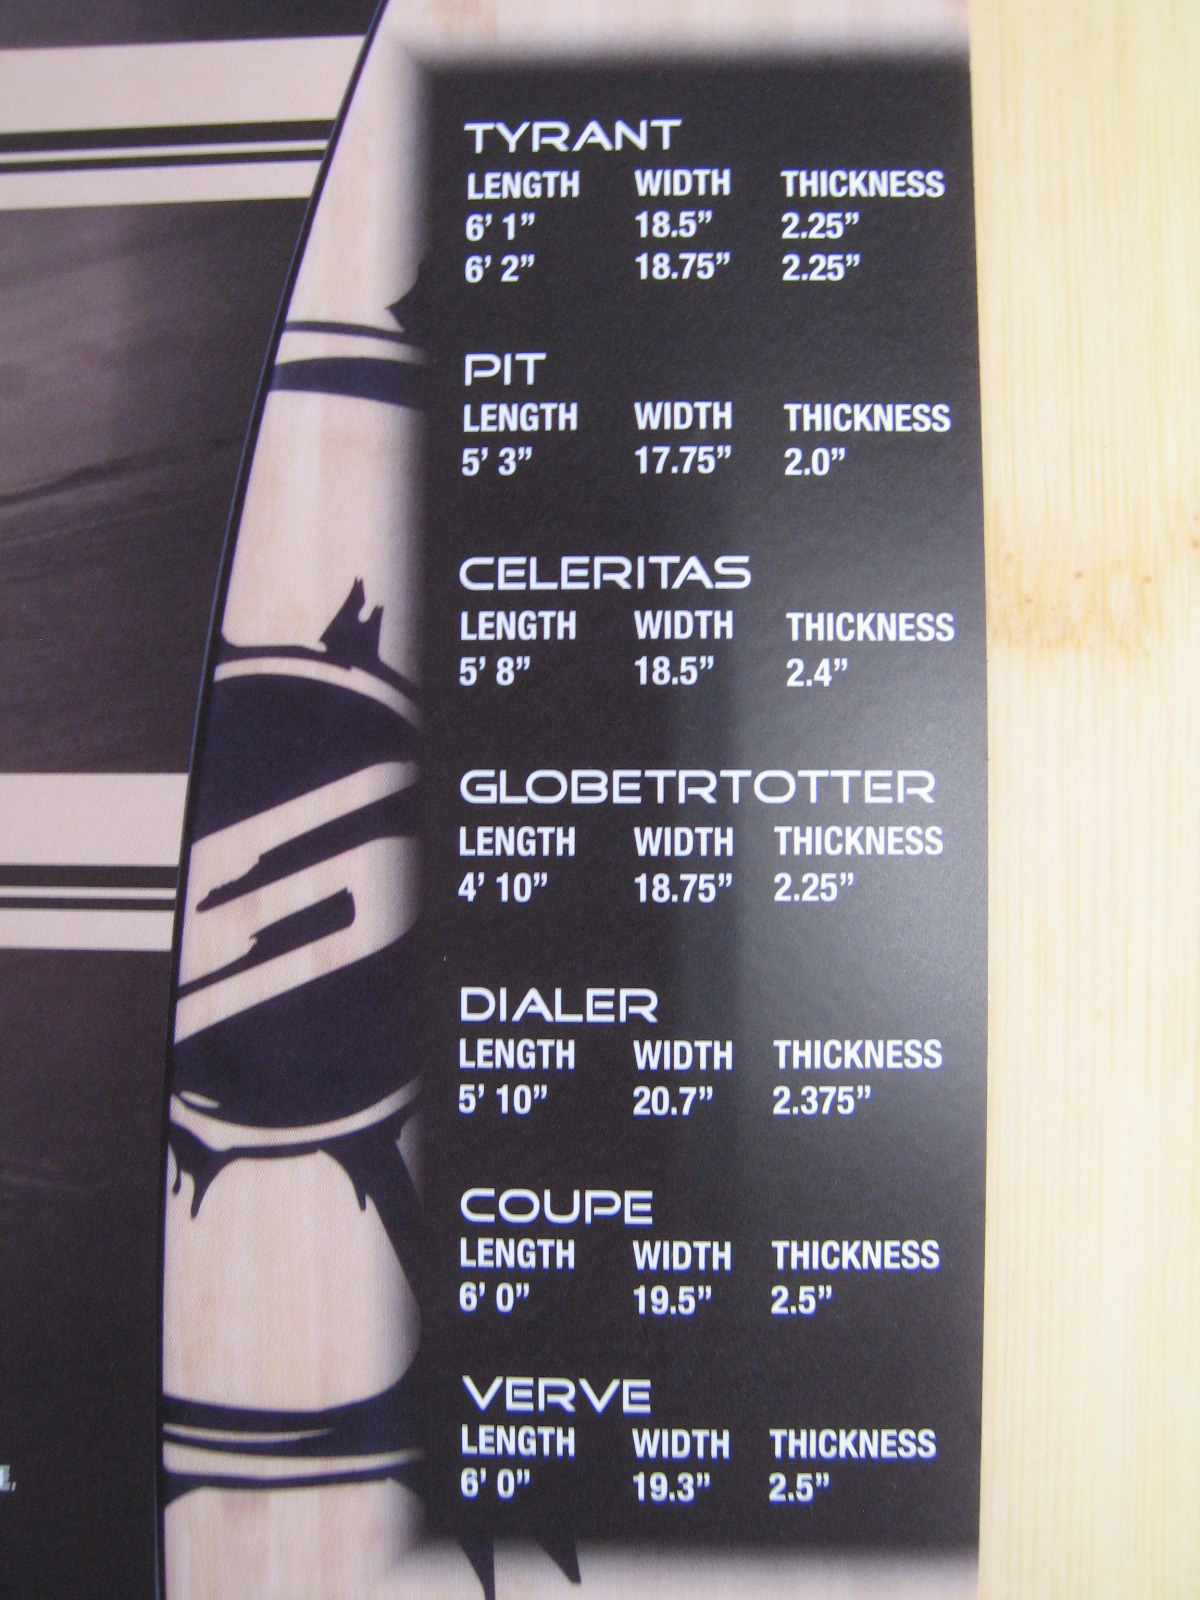 TYRANT
LENGTH WIDTH THICKNESS
6’ 1” 18.5” 2.25”
6’ 2” 18.75” 2.25”
PIT
LENGTH WIDTH THICKNESS
5’ 3” 17.75” 2.0”
CELERITAS
LENGTH WIDTH THICKNESS
5’ 8” 18.5” 2.4”
GLOBETRTOTTER
LENGTH WIDTH THICKNESS
4’ 10” 18.75” 2.25”
DIALER
LENGTH WIDTH THICKNESS
5’ 10” 20.7” 2.375”
COUPE
LENGTH WIDTH THICKNESS
6’ 0” 19.5” 2.5”
VERVE
LENGTH WIDTH THICKNESS
6’ 0” 19.3” 2.5”